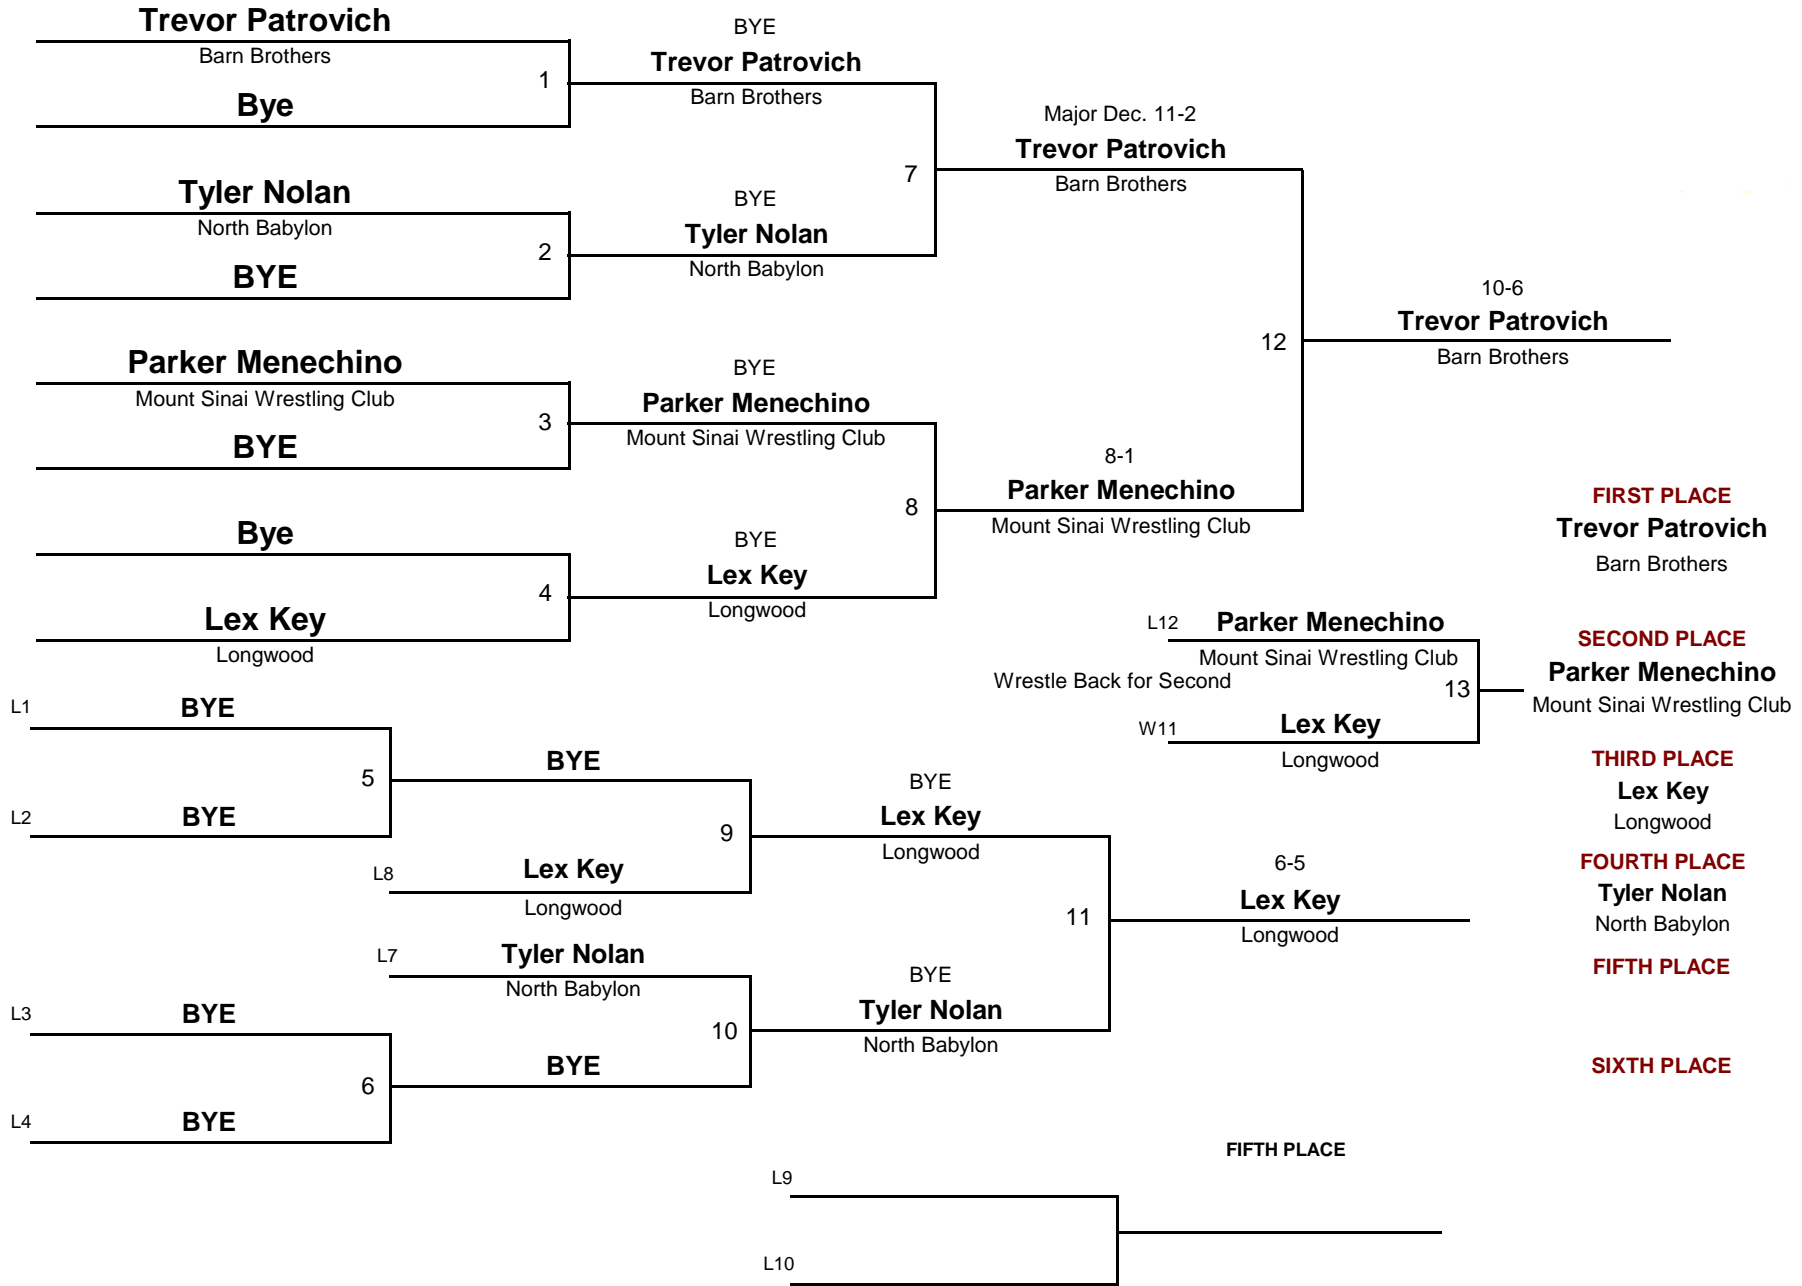 Trevor Patrovich
Barn Brothers
1
Bye
BYE
Trevor Patrovich
Barn Brothers
Tyler Nolan
North Babylon
2
BYE
BYE
Tyler Nolan
North Babylon
7
Major Dec. 11-2
Trevor Patrovich
Barn Brothers
Parker Menechino
Mount Sinai Wrestling Club
3
BYE
BYE
Parker Menechino
Mount Sinai Wrestling Club
Bye
4
Lex Key
Longwood
BYE
Lex Key
Longwood
8
8-1
Parker Menechino
Mount Sinai Wrestling Club
12
10-6
Trevor Patrovich
Barn Brothers
FIRST PLACE
Trevor Patrovich
Barn Brothers
L12 Parker Menechino
Mount Sinai Wrestling Club
Wrestle Back for Second
13
W11 Lex Key
Longwood
SECOND PLACE
Parker Menechino
Mount Sinai Wrestling Club
THIRD PLACE
Lex Key
Longwood
FOURTH PLACE
Tyler Nolan
North Babylon
FIFTH PLACE
SIXTH PLACE
L1 BYE
5
L2 BYE
BYE
9
L8 Lex Key
Longwood
BYE
Lex Key
Longwood
L7 Tyler Nolan
North Babylon
10
BYE
L3 BYE
6
L4 BYE
BYE
Tyler Nolan
North Babylon
11
6-5
Lex Key
Longwood
FIFTH PLACE
L9
L10